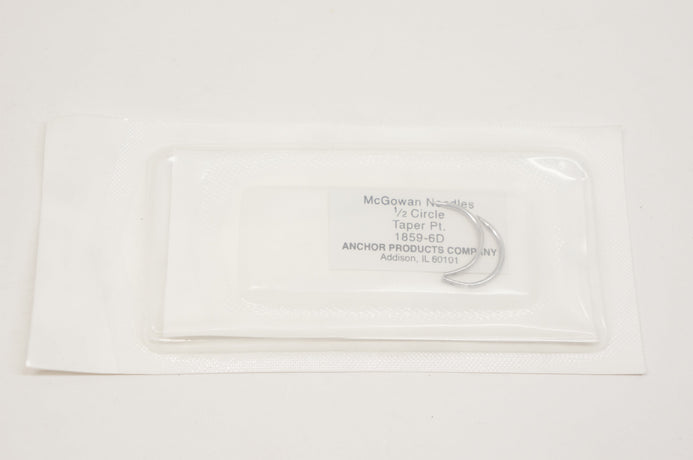 McGowan Needles
1/2 Circle
Taper Pt.
1859-6D
ANCHOR PRODUCTS COMPANY
Addison, IL 60101